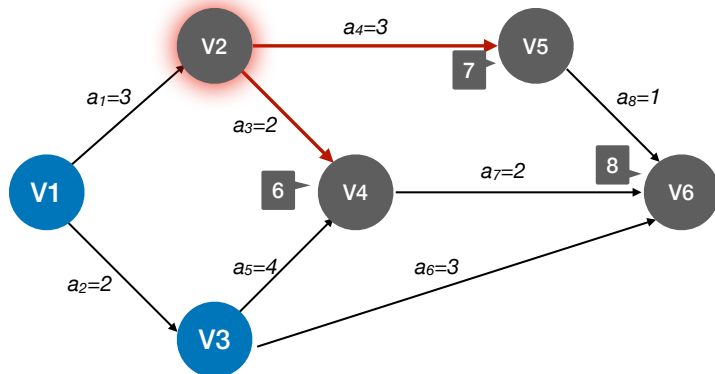 V2
a₄=3
V5
7
a₁=3
a₈=1
a₃=2
V1
6
V4
a₇=2
8
V6
a₂=2
a₅=4
a₆=3
V3